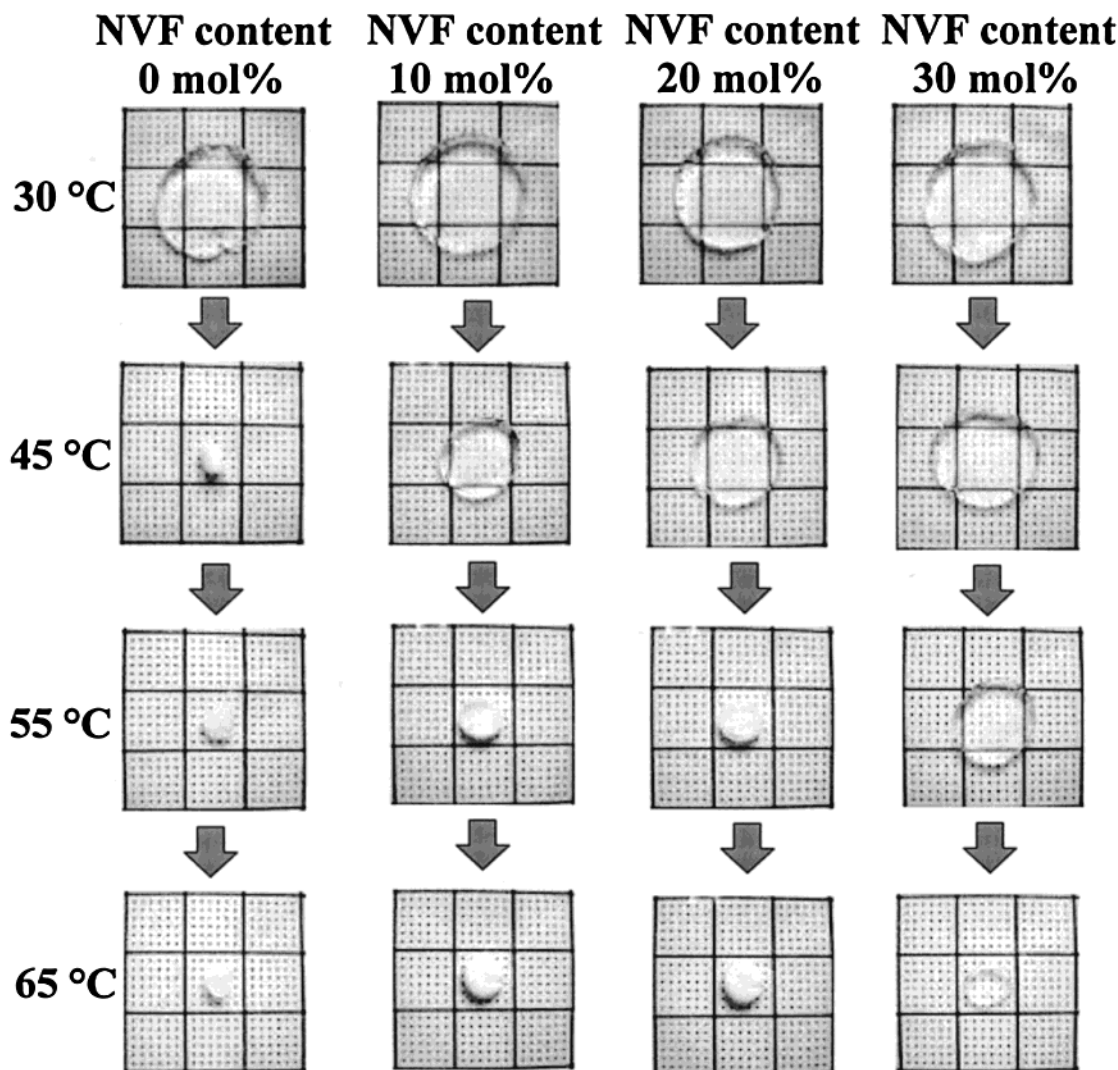 NVF content NVF content NVF content NVF content
0 mol% 10 mol% 20 mol% 30 mol%
30 °C
45 °C
55 °C
65 °C